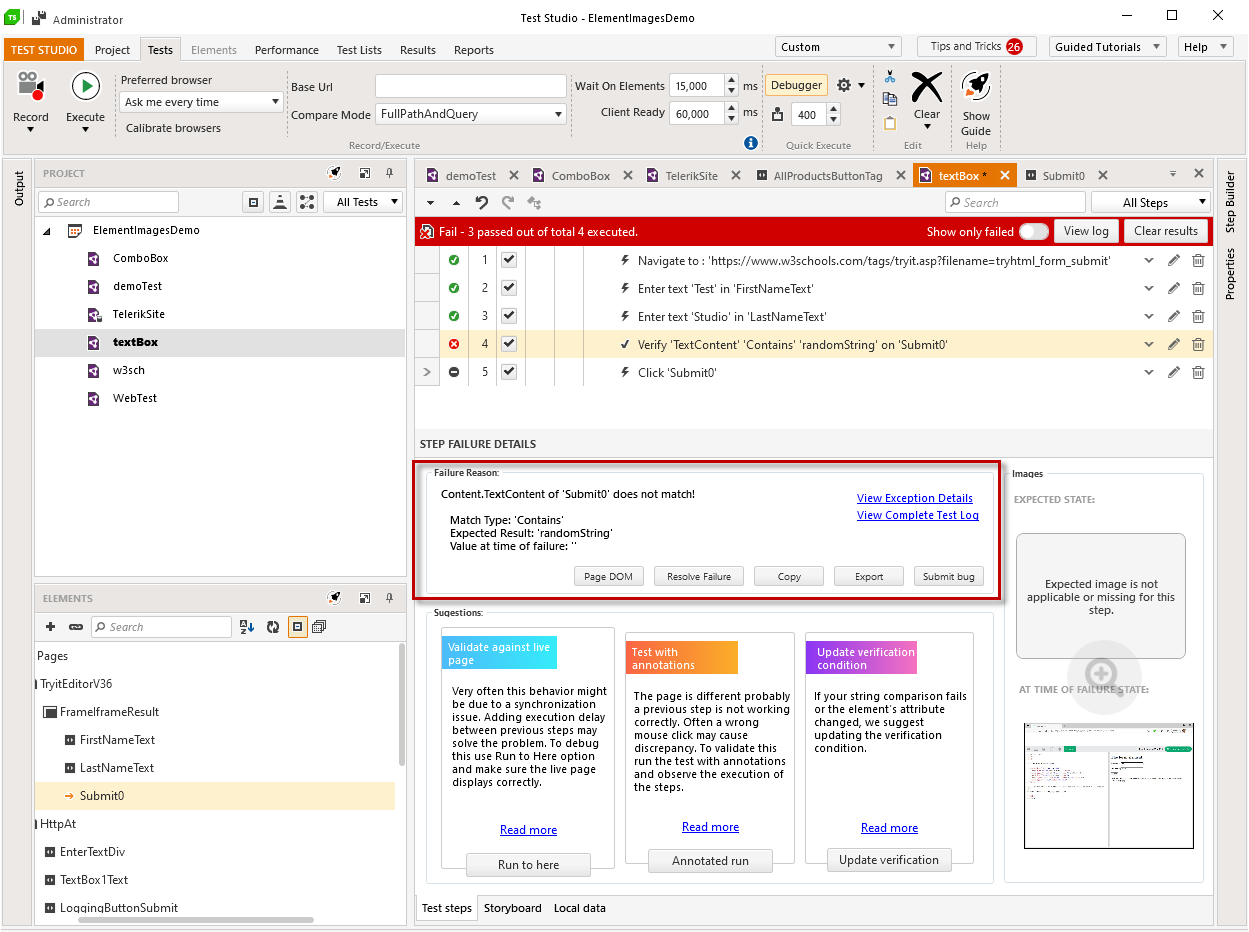 TS
Administrator
Test Studio - ElementImagesDemo
TEST STUDIO
Project
Tests
Elements
Performance
Test Lists
Results
Reports
Custom
Tips and Tricks 26
Guided Tutorials
Help
Record
Execute
Preferred browser
Ask me every time
Calibrate browsers
Base Url
Compare Mode FullPathAndQuery
Record/Execute
Wait On Elements 15,000 ms
Client Ready 60,000 ms
Debugger
400
Quick Execute
Clear
Edit
Show
Guide
Help
Output
PROJECT
Search
All Tests
ElementImagesDemo
ComboBox
demoTest
TelerikSite
textBox
w3sch
WebTest
ELEMENTS
Search
Pages
TryitEditorV36
FrameIframeResult
FirstNameText
LastNameText
Submit0
HttpAt
EnterTextDiv
TextBox1Text
LoggingButtonSubmit
demoTest
ComboBox
TelerikSite
AllProductsButtonTag
textBox *
Submit0
Search
All Steps
Fail - 3 passed out of total 4 executed.
Show only failed
View log
Clear results
1 Navigate to : 'https://www.w3schools.com/tags/tryit.asp?filename=tryhtml_form_submit'
2 Enter text 'Test' in 'FirstNameText'
3 Enter text 'Studio' in 'LastNameText'
4 Verify 'TextContent' 'Contains' 'randomString' on 'Submit0'
5 Click 'Submit0'
STEP FAILURE DETAILS
Failure Reason:
Content.TextContent of 'Submit0' does not match!
Match Type: 'Contains'
Expected Result: 'randomString'
Value at time of failure: ''
View Exception Details
View Complete Test Log
Page DOM
Resolve Failure
Copy
Export
Submit bug
Sugestions:
Validate against live
page
Very often this behavior might
be due to a synchronization
issue. Adding execution delay
between previous steps may
solve the problem. To debug
this use Run to Here option
and make sure the live page
displays correctly.
Read more
Run to here
Test with
annotations
The page is different probably
a previous step is not working
correctly. Often a wrong
mouse click may cause
discrepancy. To validate this
run the test with annotations
and observe the execution of
the steps.
Read more
Annotated run
Update verification
condition
If your string comparison fails
or the element's attribute
changed, we suggest
updating the verification
condition.
Read more
Update verification
Images
EXPECTED STATE:
Expected image is not
applicable or missing for this
step.
AT TIME OF FAILURE STATE:
Test steps
Storyboard
Local data
Step Builder
Properties